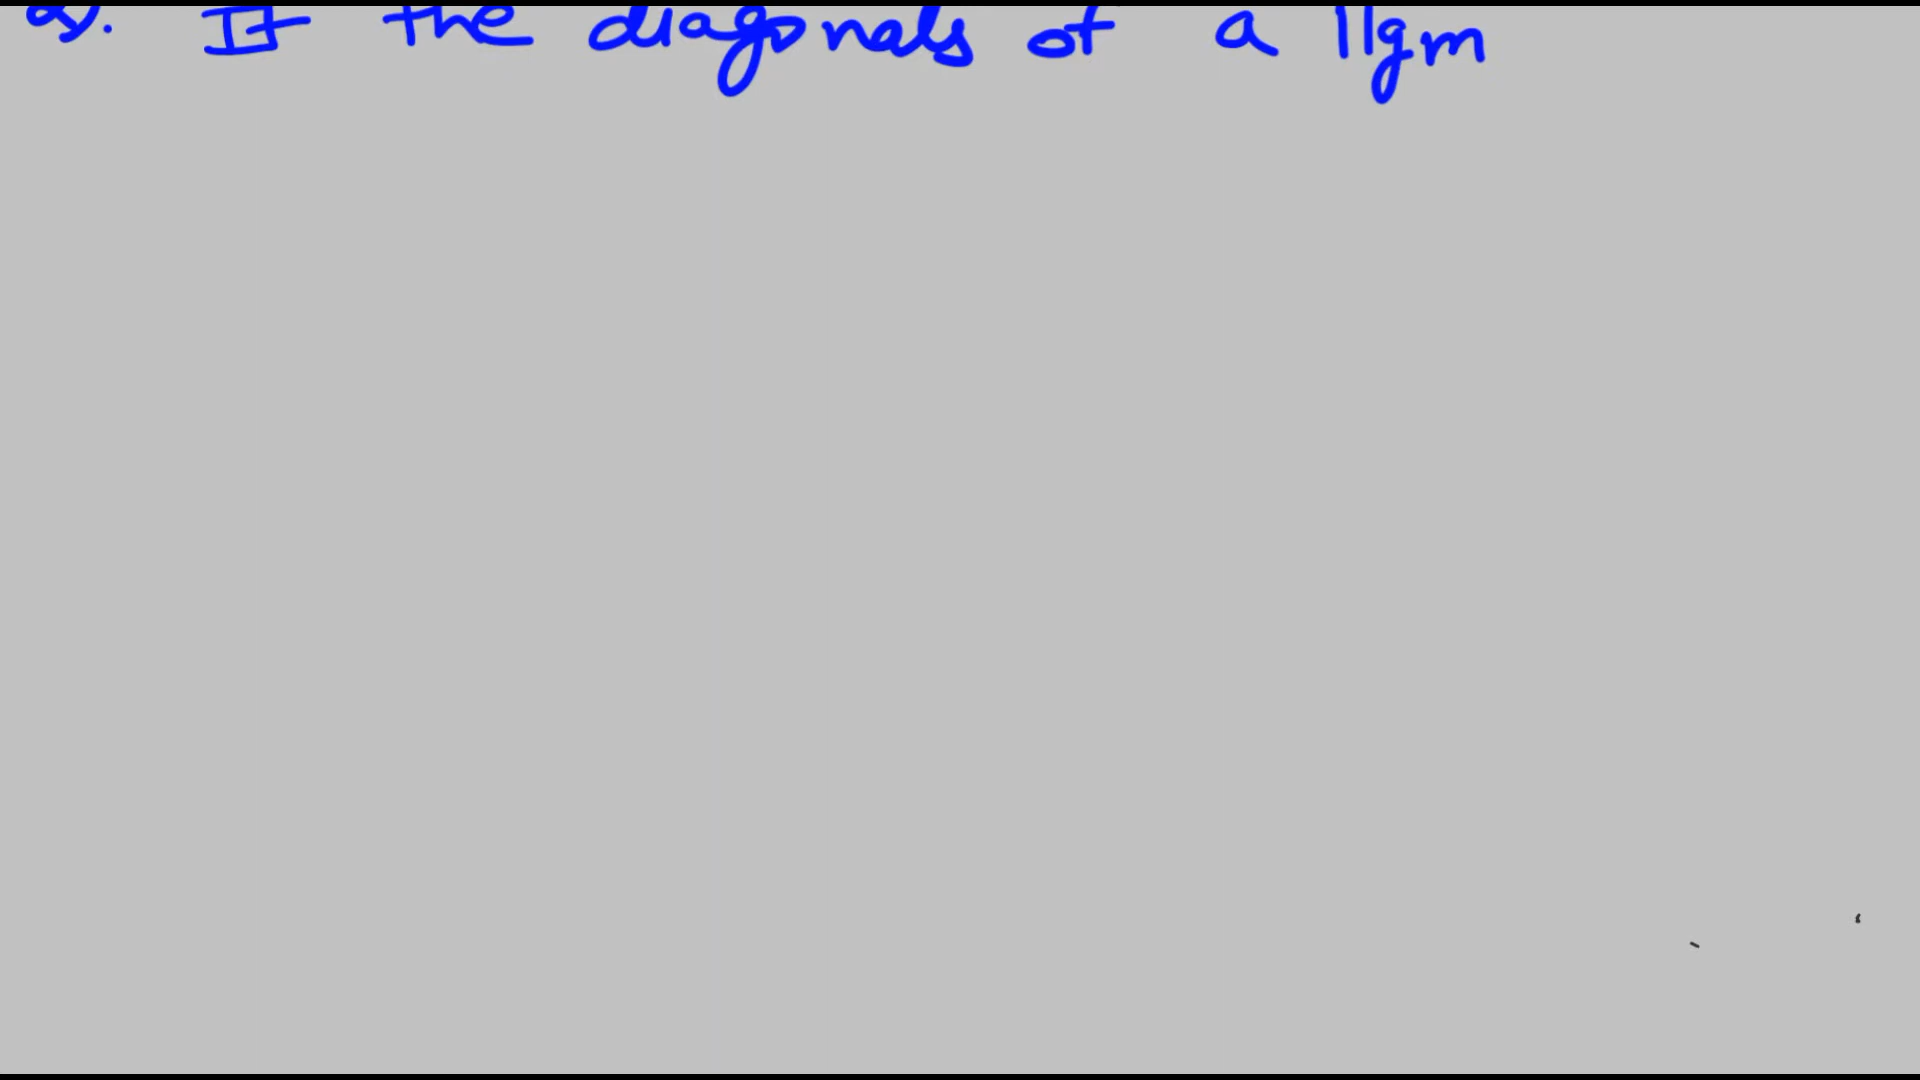 Q). If the diagonals of a ||gm